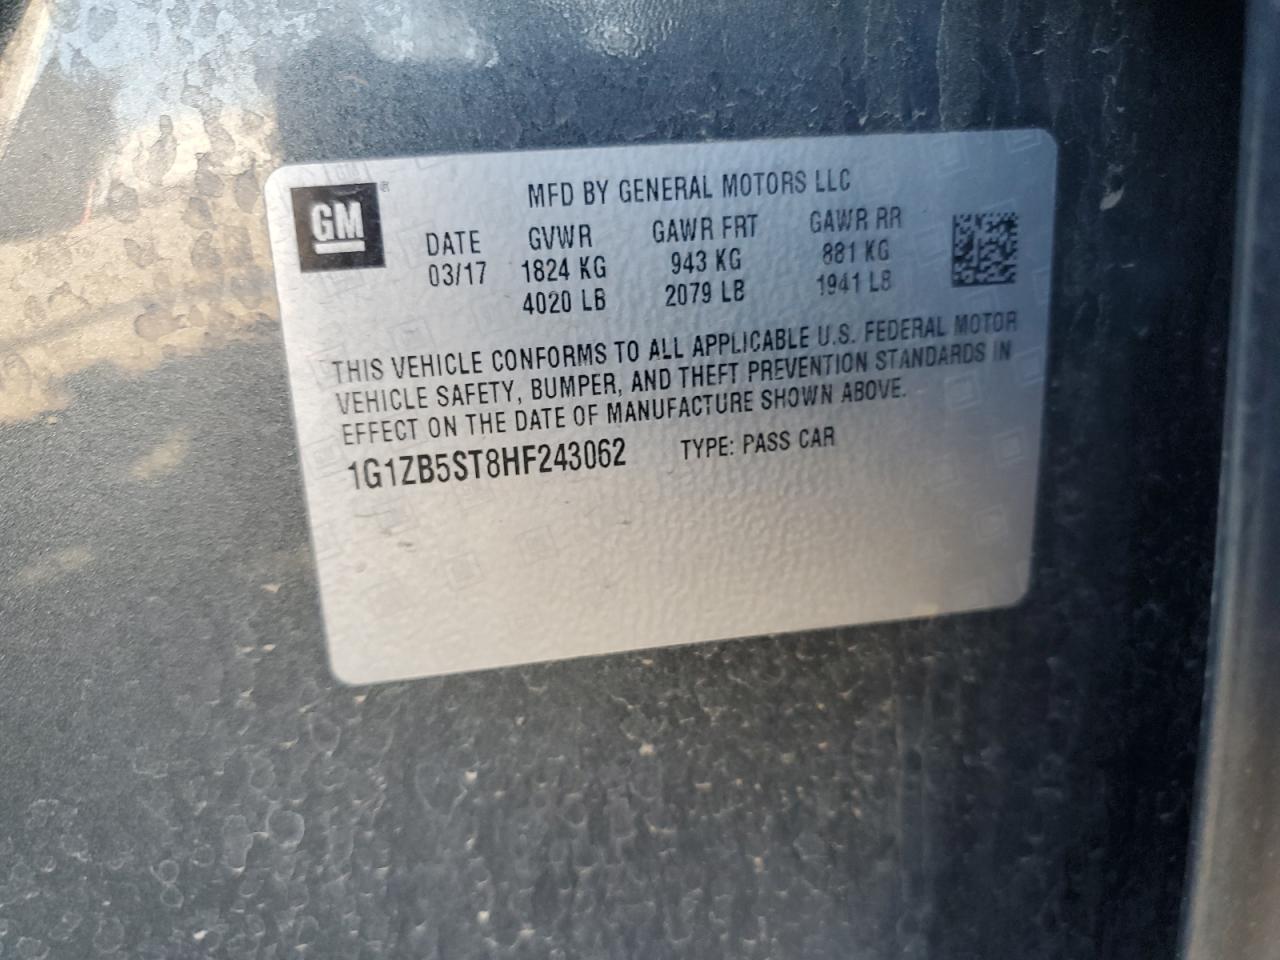 GM
MFD BY GENERAL MOTORS LLC
DATE GVWR GAWR FRT GAWR RR
03/17 1824 KG 943 KG 881 KG
4020 LB 2079 LB 1941 LB
THIS VEHICLE CONFORMS TO ALL APPLICABLE U.S. FEDERAL MOTOR
VEHICLE SAFETY, BUMPER, AND THEFT PREVENTION STANDARDS IN
EFFECT ON THE DATE OF MANUFACTURE SHOWN ABOVE.
1G1ZB5ST8HF243062 TYPE: PASS CAR